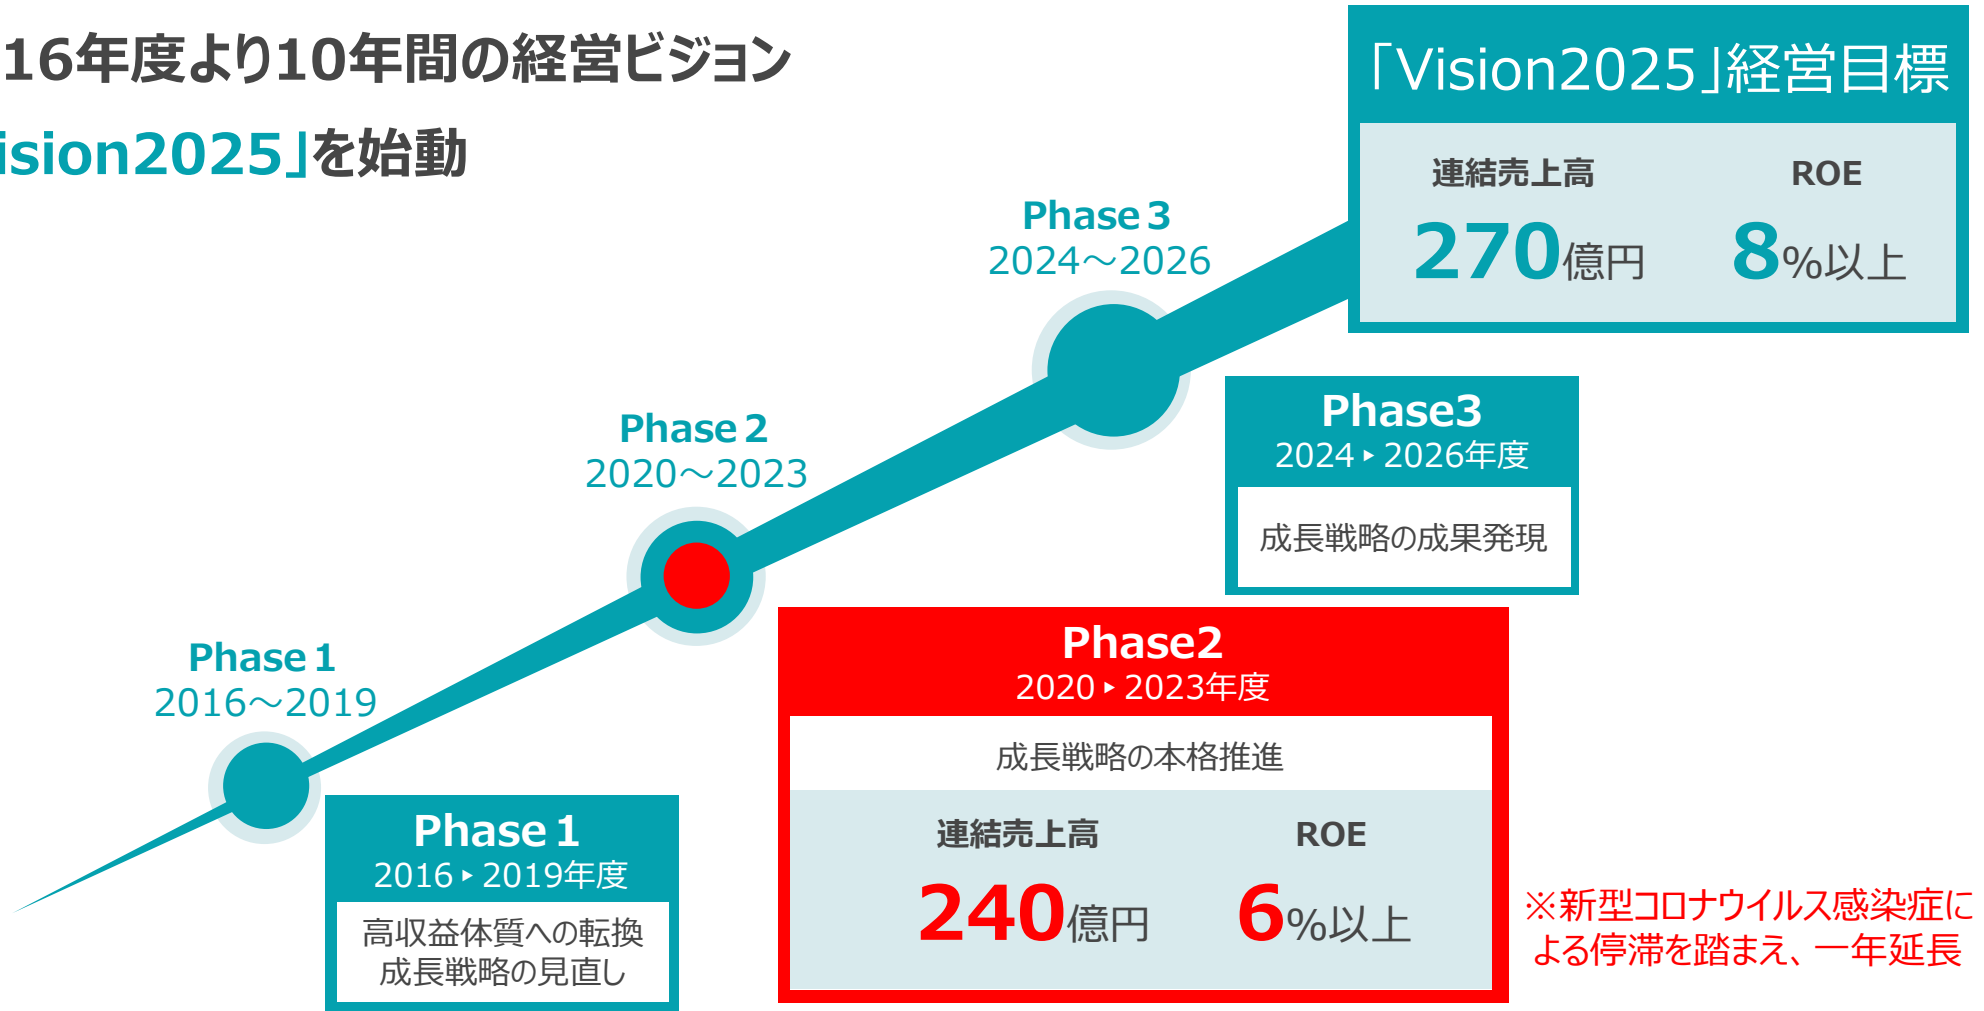 16年度より10年間の経営ビジョン
ision2025」を始動
「Vision2025」経営目標
連結売上高 ROE
270億円 8%以上
Phase 3
2024～2026
Phase3
2024▶2026年度
成長戦略の成果発現
Phase 2
2020～2023
Phase2
2020▶2023年度
成長戦略の本格推進
連結売上高 ROE
240億円 6%以上
※新型コロナウイルス感染症に
よる停滞を踏まえ、一年延長
Phase 1
2016～2019
Phase 1
2016▶2019年度
高収益体質への転換
成長戦略の見直し